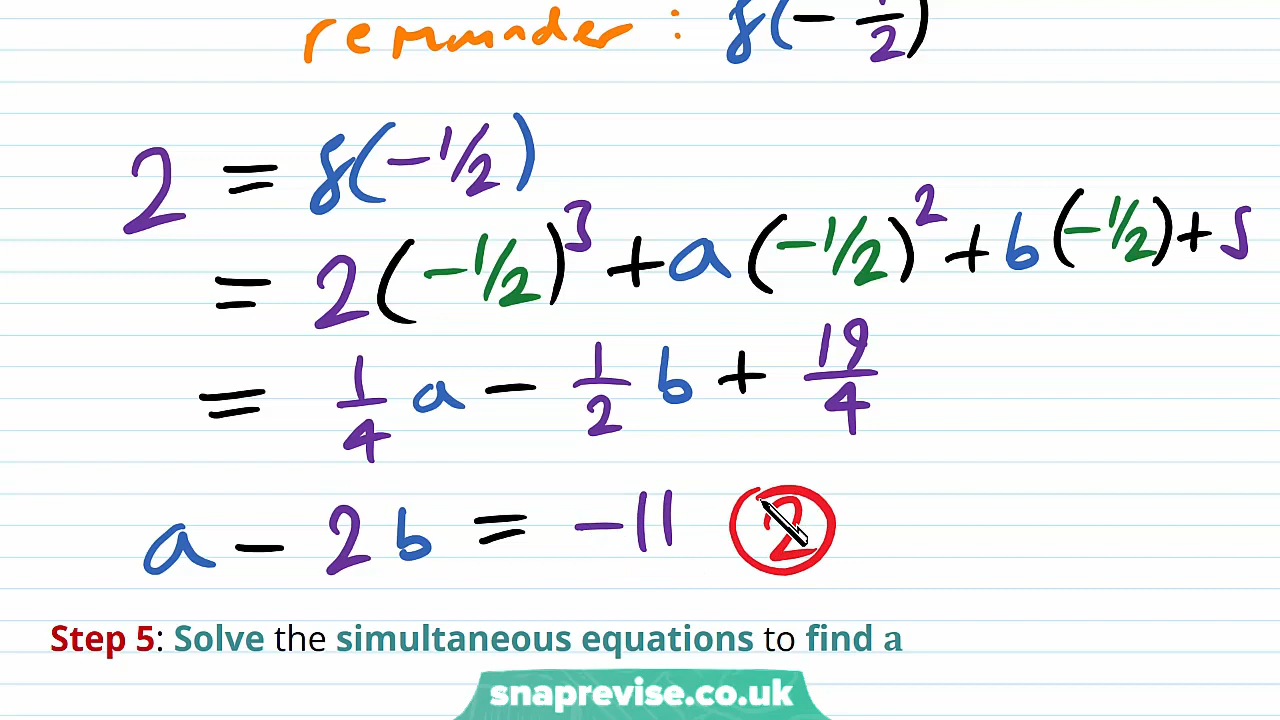 remainder : f(- 1/2)
2 = f(-1/2)
= 2(-1/2)³ + a(-1/2)² + b(-1/2) + 5
= 1/4 a - 1/2 b + 19/4
a - 2b = -11 ②
Step 5: Solve the simultaneous equations to find a
snaprevise.co.uk